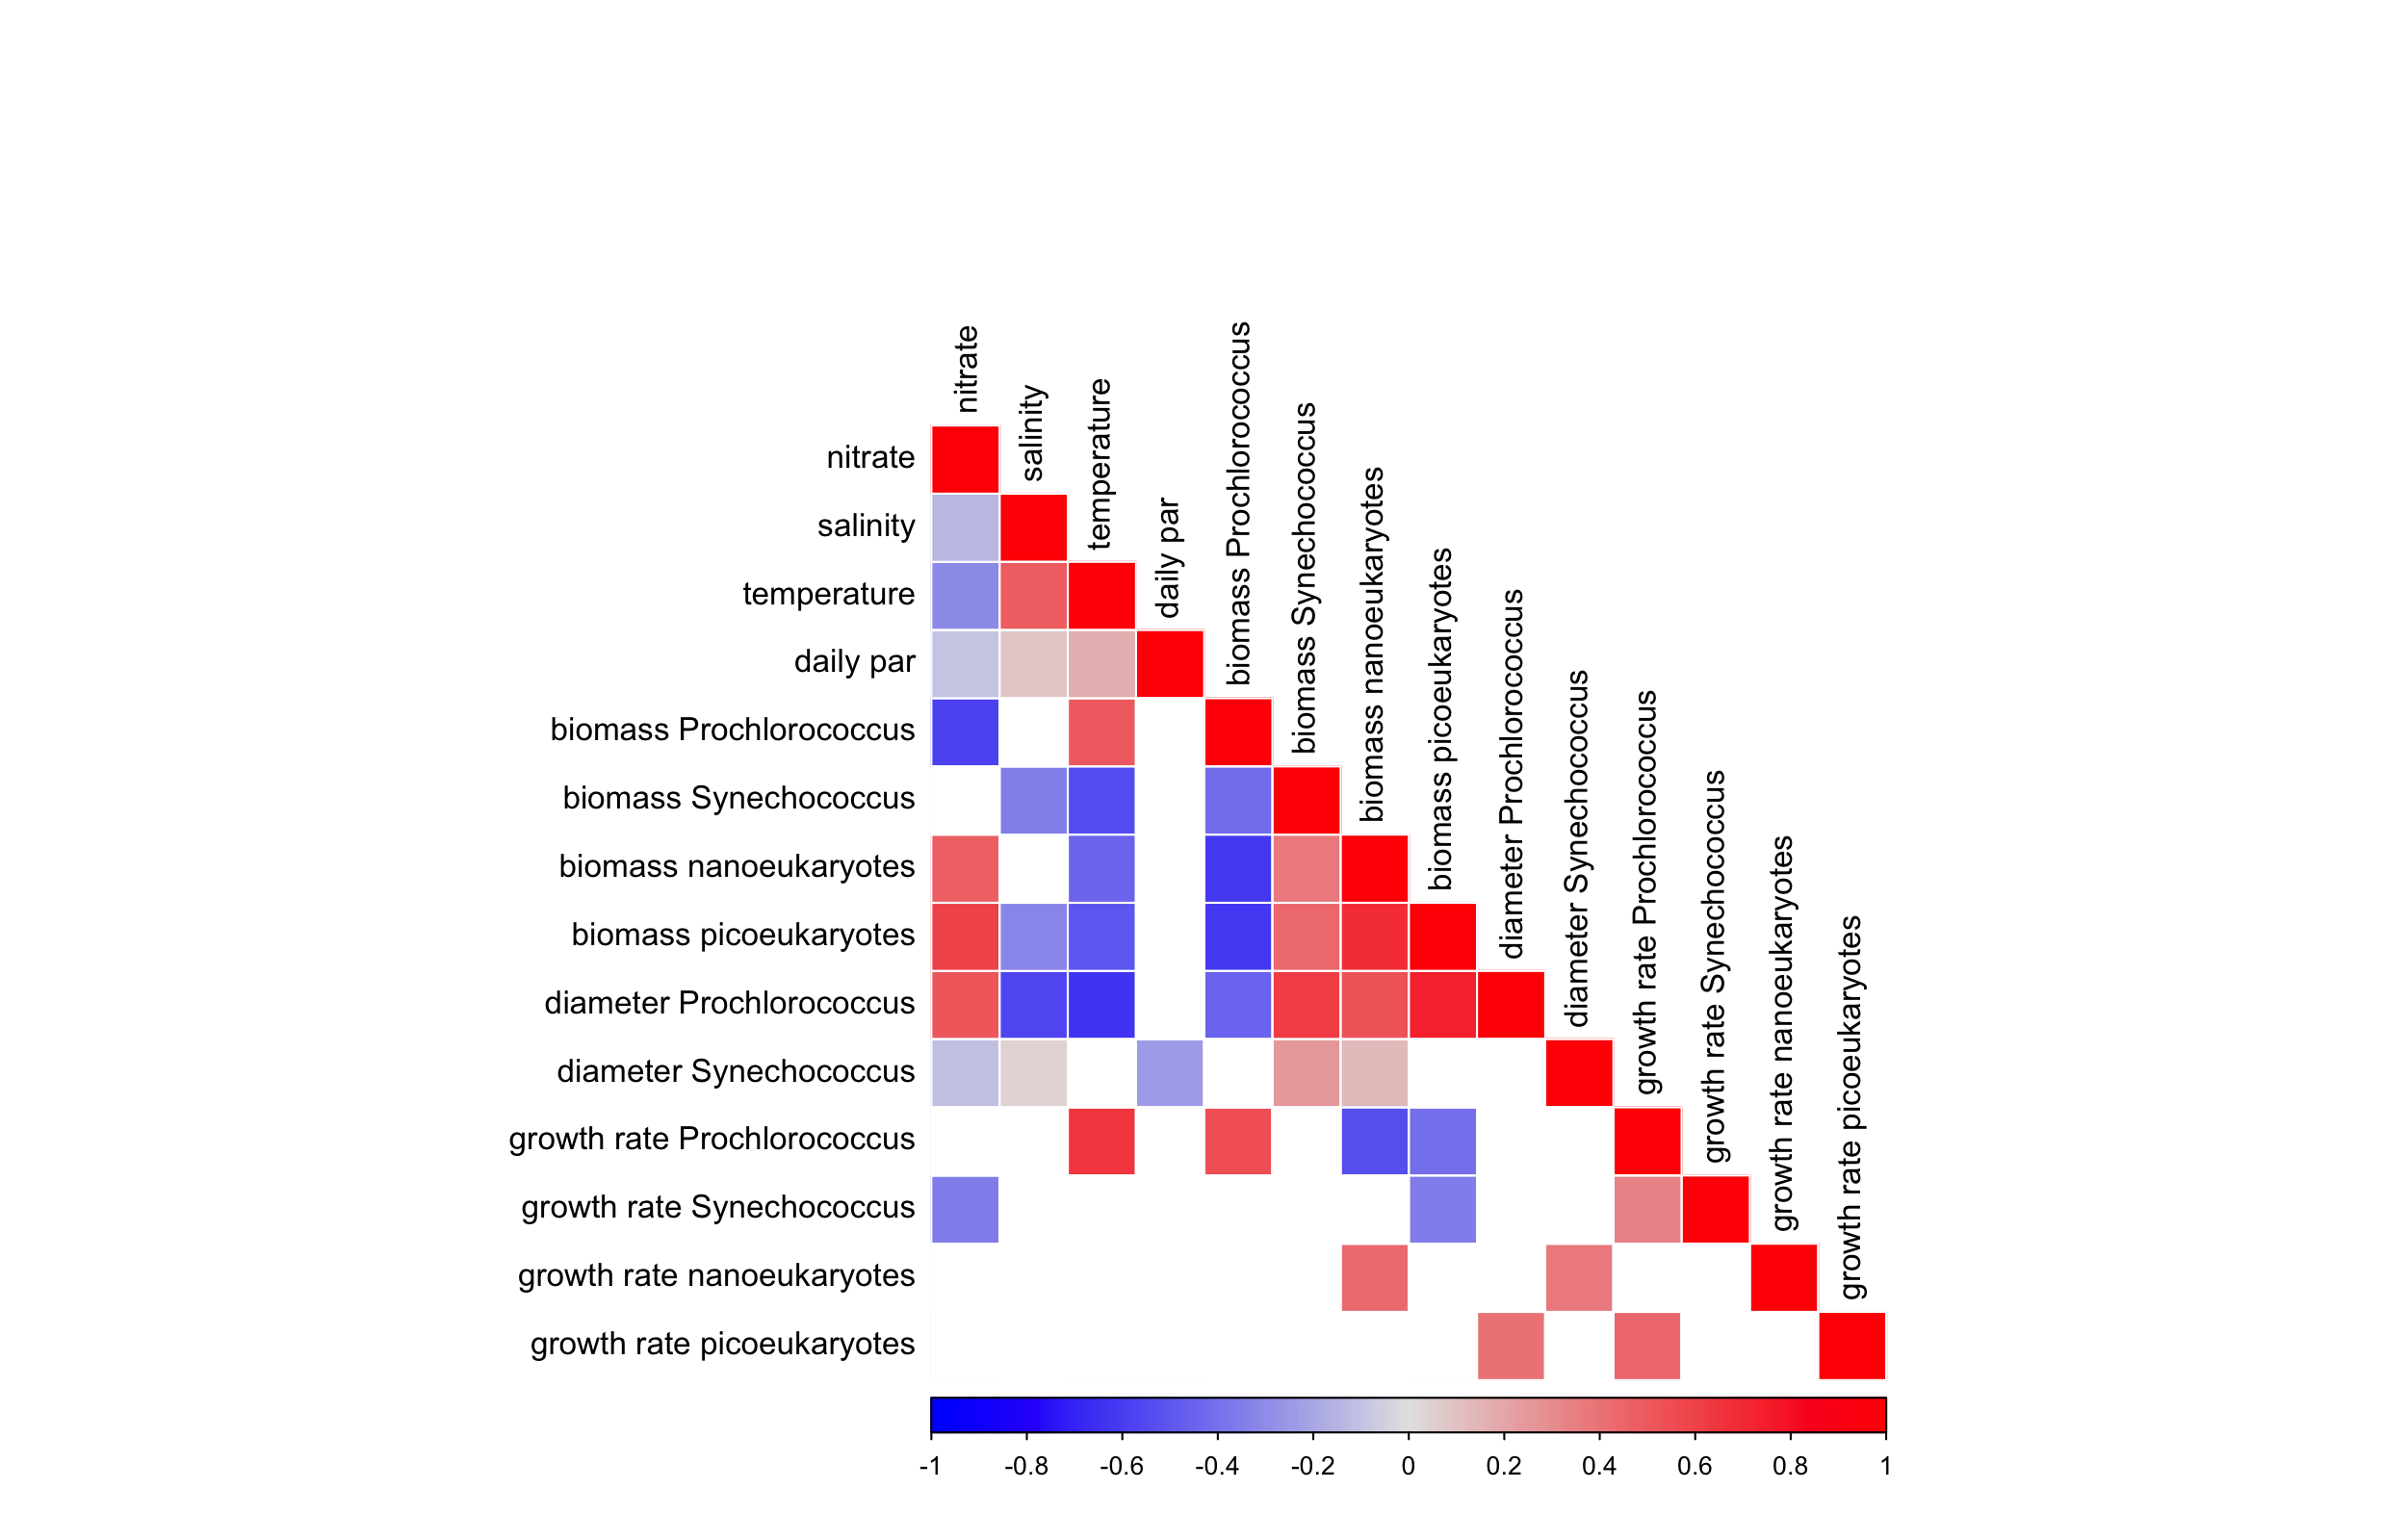 nitrate
salinity
temperature
daily par
biomass Prochlorococcus
biomass Synechococcus
biomass nanoeukaryotes
biomass picoeukaryotes
diameter Prochlorococcus
diameter Synechococcus
growth rate Prochlorococcus
growth rate Synechococcus
growth rate nanoeukaryotes
growth rate picoeukaryotes
nitrate
salinity
temperature
daily par
biomass Prochlorococcus
biomass Synechococcus
biomass nanoeukaryotes
biomass picoeukaryotes
diameter Prochlorococcus
diameter Synechococcus
growth rate Prochlorococcus
growth rate Synechococcus
growth rate nanoeukaryotes
growth rate picoeukaryotes
-1 -0.8 -0.6 -0.4 -0.2 0 0.2 0.4 0.6 0.8 1